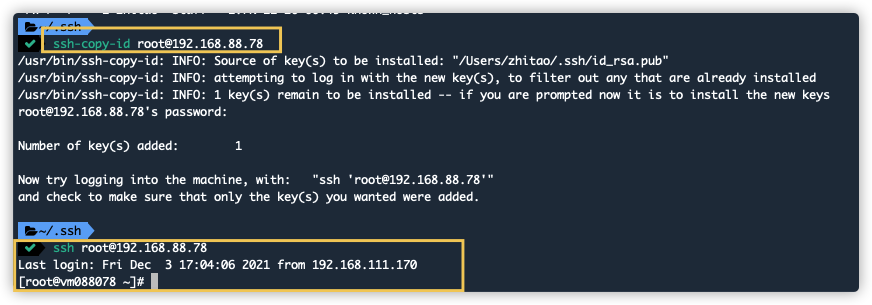 ~/.ssh
✔ ssh-copy-id root@192.168.88.78
/usr/bin/ssh-copy-id: INFO: Source of key(s) to be installed: "/Users/zhitao/.ssh/id_rsa.pub"
/usr/bin/ssh-copy-id: INFO: attempting to log in with the new key(s), to filter out any that are already installed
/usr/bin/ssh-copy-id: INFO: 1 key(s) remain to be installed -- if you are prompted now it is to install the new keys
root@192.168.88.78's password:
Number of key(s) added:        1
Now try logging into the machine, with:   "ssh 'root@192.168.88.78'"
and check to make sure that only the key(s) you wanted were added.
~/.ssh
✔ ssh root@192.168.88.78
Last login: Fri Dec  3 17:04:06 2021 from 192.168.111.170
[root@vm088078 ~]#